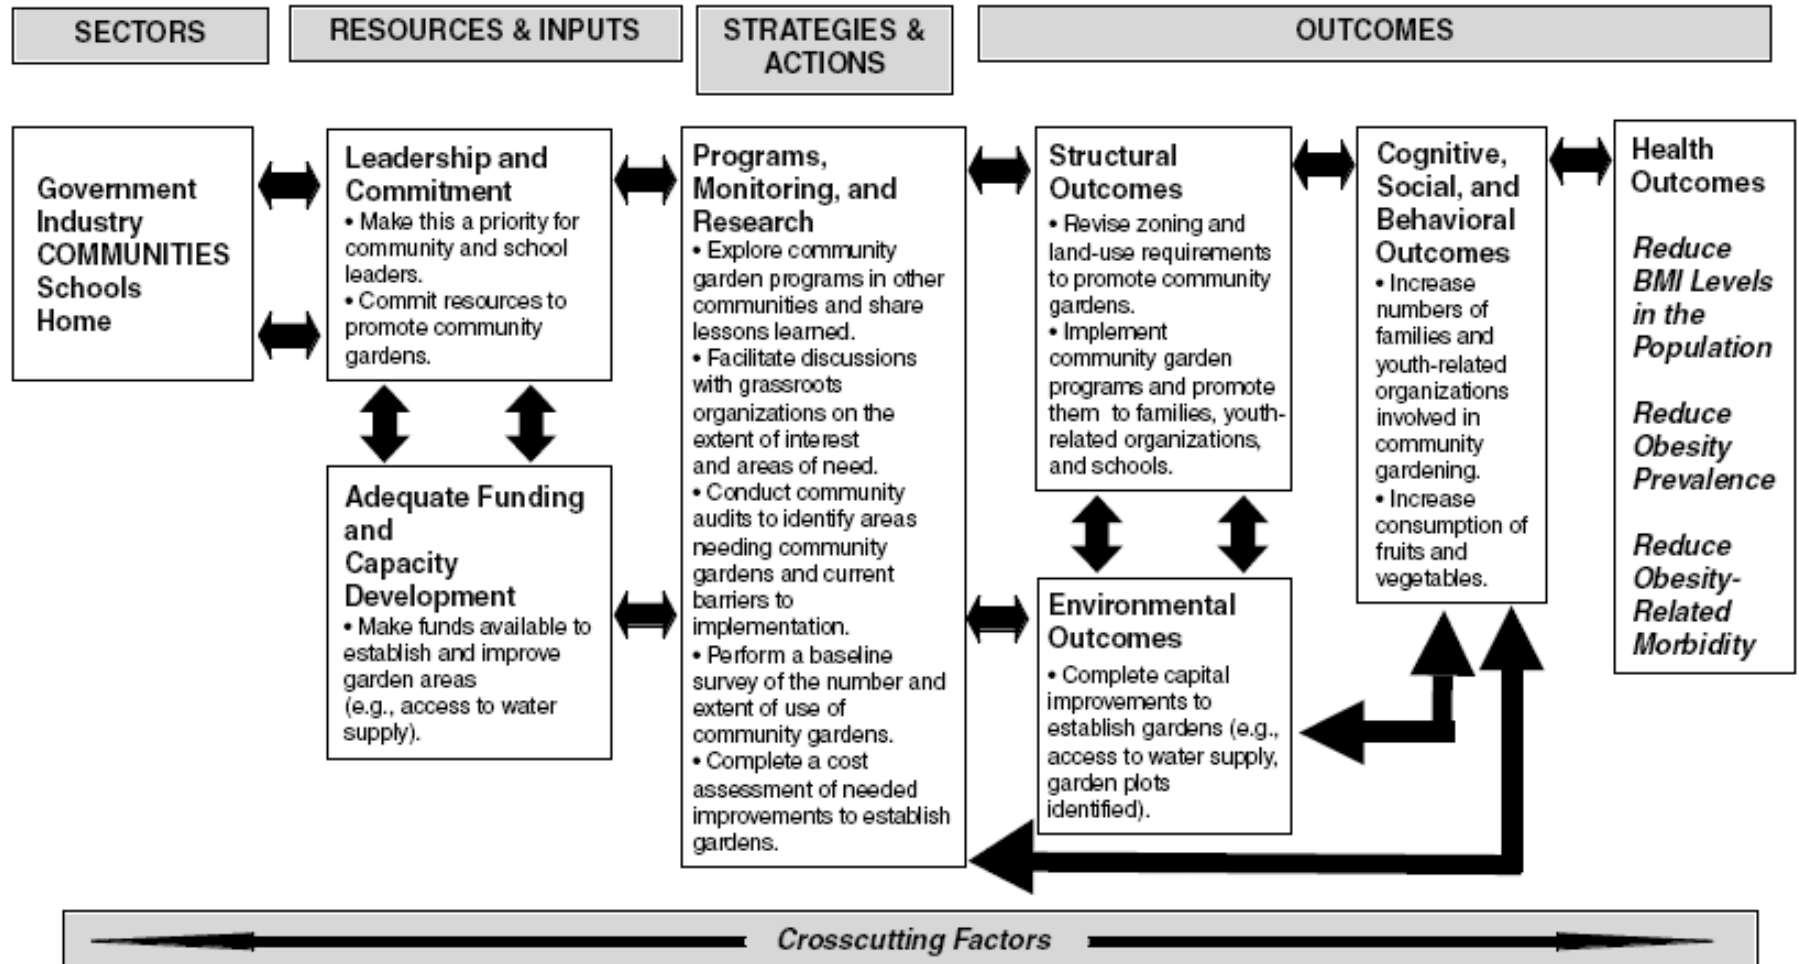 SECTORS
RESOURCES & INPUTS
STRATEGIES &
ACTIONS
OUTCOMES
Government
Industry
COMMUNITIES
Schools
Home
Leadership and
Commitment
• Make this a priority for
community and school
leaders.
• Commit resources to
promote community
gardens.
Adequate Funding
and
Capacity
Development
• Make funds available to
establish and improve
garden areas
(e.g., access to water
supply).
Programs,
Monitoring, and
Research
• Explore community
garden programs in other
communities and share
lessons learned.
• Facilitate discussions
with grassroots
organizations on the
extent of interest
and areas of need.
• Conduct community
audits to identify areas
needing community
gardens and current
barriers to
implementation.
• Perform a baseline
survey of the number and
extent of use of
community gardens.
• Complete a cost
assessment of needed
improvements to establish
gardens.
Structural
Outcomes
• Revise zoning and
land-use requirements
to promote community
gardens.
• Implement
community garden
programs and promote
them to families, youth-
related organizations,
and schools.
Environmental
Outcomes
• Complete capital
improvements to
establish gardens (e.g.,
access to water supply,
garden plots
identified).
Cognitive,
Social, and
Behavioral
Outcomes
• Increase
numbers of
families and
youth-related
organizations
involved in
community
gardening.
• Increase
consumption of
fruits and
vegetables.
Health
Outcomes
Reduce
BMI Levels
in the
Population
Reduce
Obesity
Prevalence
Reduce
Obesity-
Related
Morbidity
Crosscutting Factors